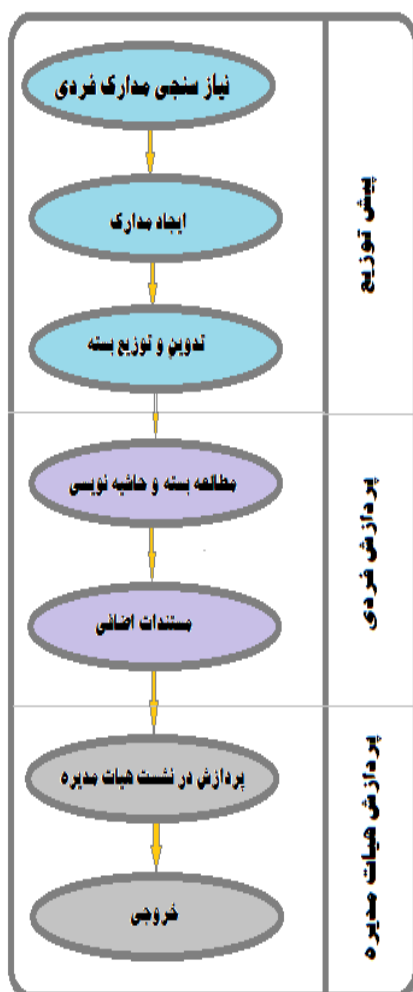 نیاز سنجی مدارک فردی
ایجاد مدارک
تدوین و توزیع بسته
پیش توزیع
مطالعه بسته و حاشیه نویسی
مستندات اضافی
پردازش فردی
پردازش در نشست هیات مدیره
خروجی
پردازش هیات مدیره